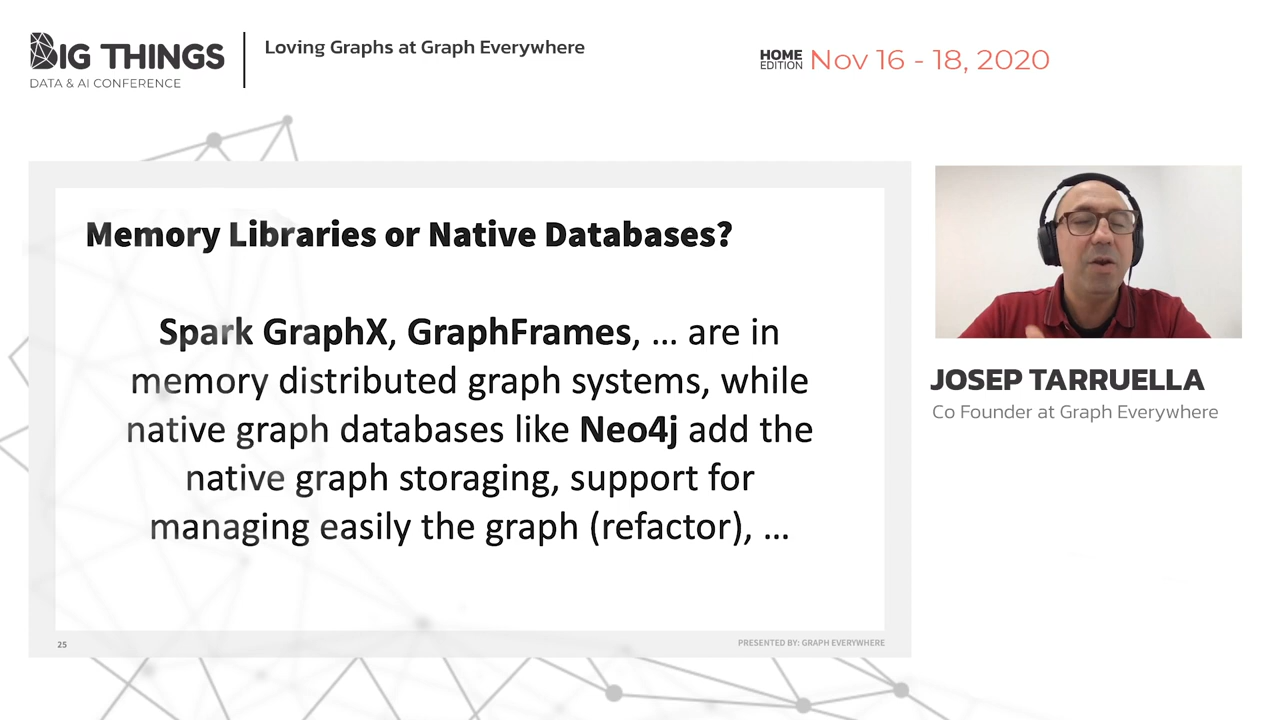 BIG THINGS
DATA & AI CONFERENCE
Loving Graphs at Graph Everywhere
HOME
EDITION
Nov 16 - 18, 2020
Memory Libraries or Native Databases?
Spark GraphX, GraphFrames, ... are in
memory distributed graph systems, while
native graph databases like Neo4j add the
native graph storaging, support for
managing easily the graph (refactor), ...
25
PRESENTED BY: GRAPH EVERYWHERE
JOSEP TARRUELLA
Co Founder at Graph Everywhere